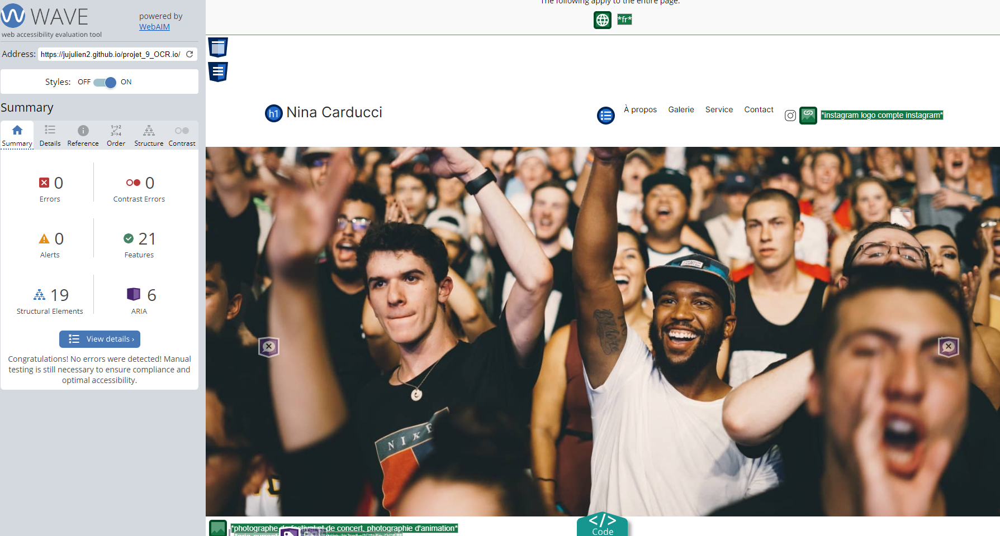 WAVE
powered by
WebAIM
web accessibility evaluation tool
Address: https://jujulien2.github.io/projet_9_OCR.io/
Styles: OFF ON
Summary
Summary Details Reference Order Structure Contrast
0 Errors
0 Contrast Errors
0 Alerts
21 Features
19 Structural Elements
6 ARIA
View details ›
Congratulations! No errors were detected! Manual
testing is still necessary to ensure compliance and
optimal accessibility.
The following apply to the entire page:
*fr*
h1 Nina Carducci
À propos Galerie Service Contact
*instagram logo compte instagram*
NIKE
*photographe de festival et de concert, photographie d'animation*
</> Code